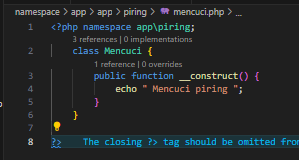 namespace > app > app > piring > mencuci.php > ...
1 <?php namespace app\piring;
3 references | 0 implementations
2 class Mencuci {
1 reference | 0 overrides
3 public function __construct() {
4 echo " Mencuci piring ";
5 }
6 }
7
8 ?> The closing ?> tag should be omitted from